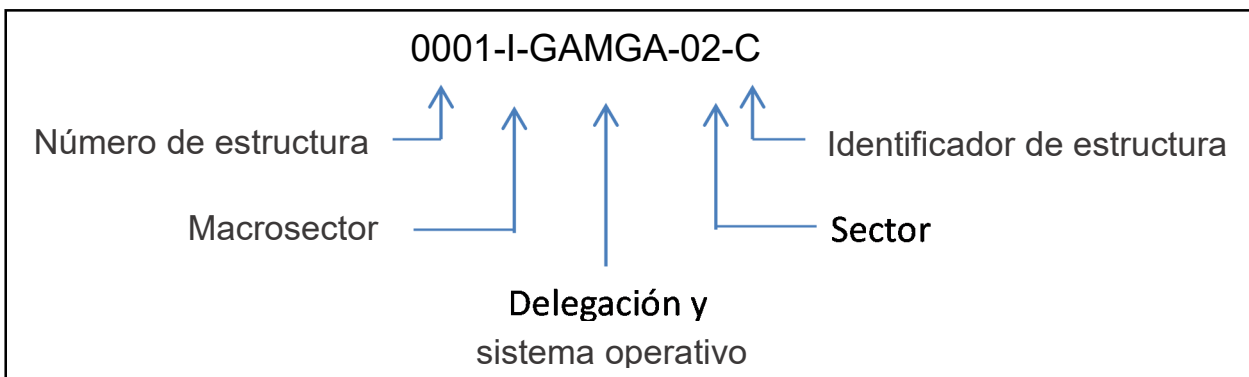 0001-I-GAMGA-02-C
Número de estructura
Identificador de estructura
Macrosector
Sector
Delegación y
sistema operativo